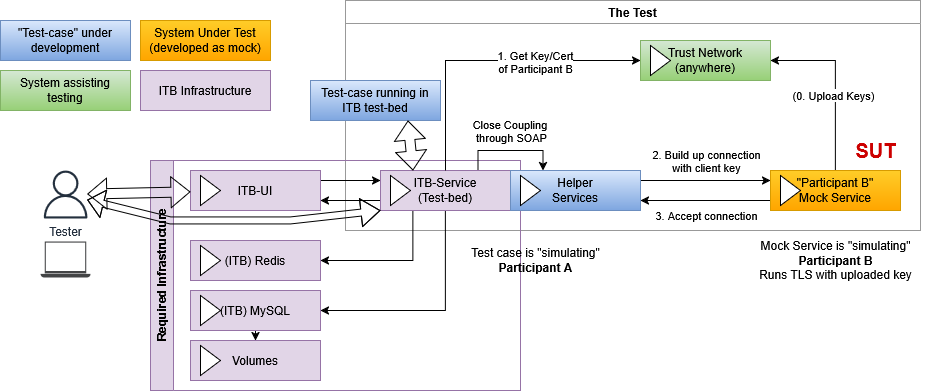 The Test
"Test-case" under
development
System Under Test
(developed as mock)
System assisting
testing
ITB Infrastructure
Test-case running in
ITB test-bed
1. Get Key/Cert
of Participant B
Trust Network
(anywhere)
(0. Upload Keys)
Close Coupling
through SOAP
2. Build up connection
with client key
SUT
Tester
Required Infrastructure
ITB-UI
ITB-Service
(Test-bed)
Helper
Services
"Participant B"
Mock Service
3. Accept connection
(ITB) Redis
Test case is "simulating"
Participant A
Mock Service is "simulating"
Participant B
Runs TLS with uploaded key
(ITB) MySQL
Volumes